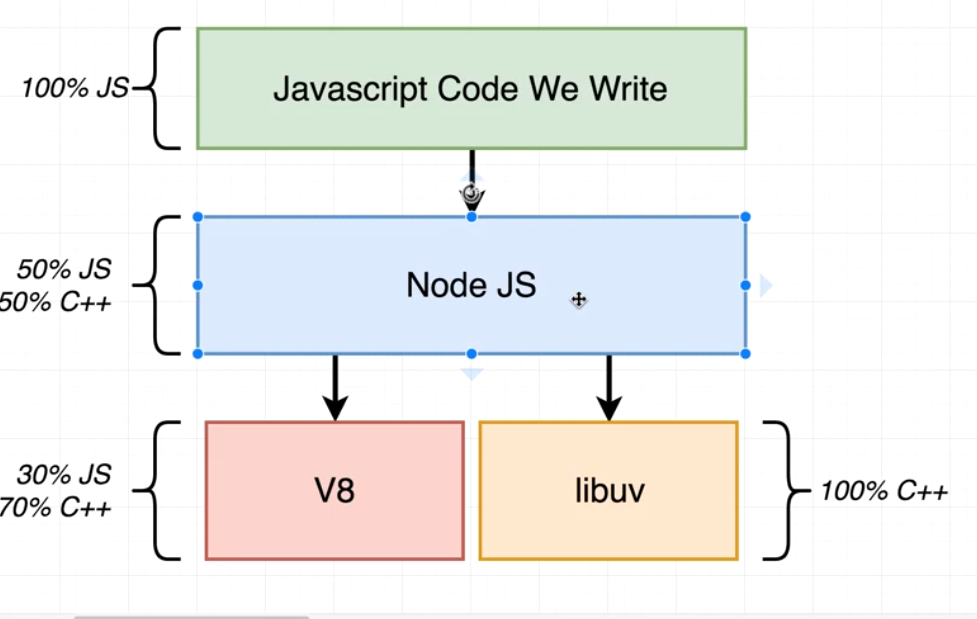 100% JS
Javascript Code We Write
50% JS
50% C++
Node JS
30% JS
70% C++
V8
libuv
100% C++